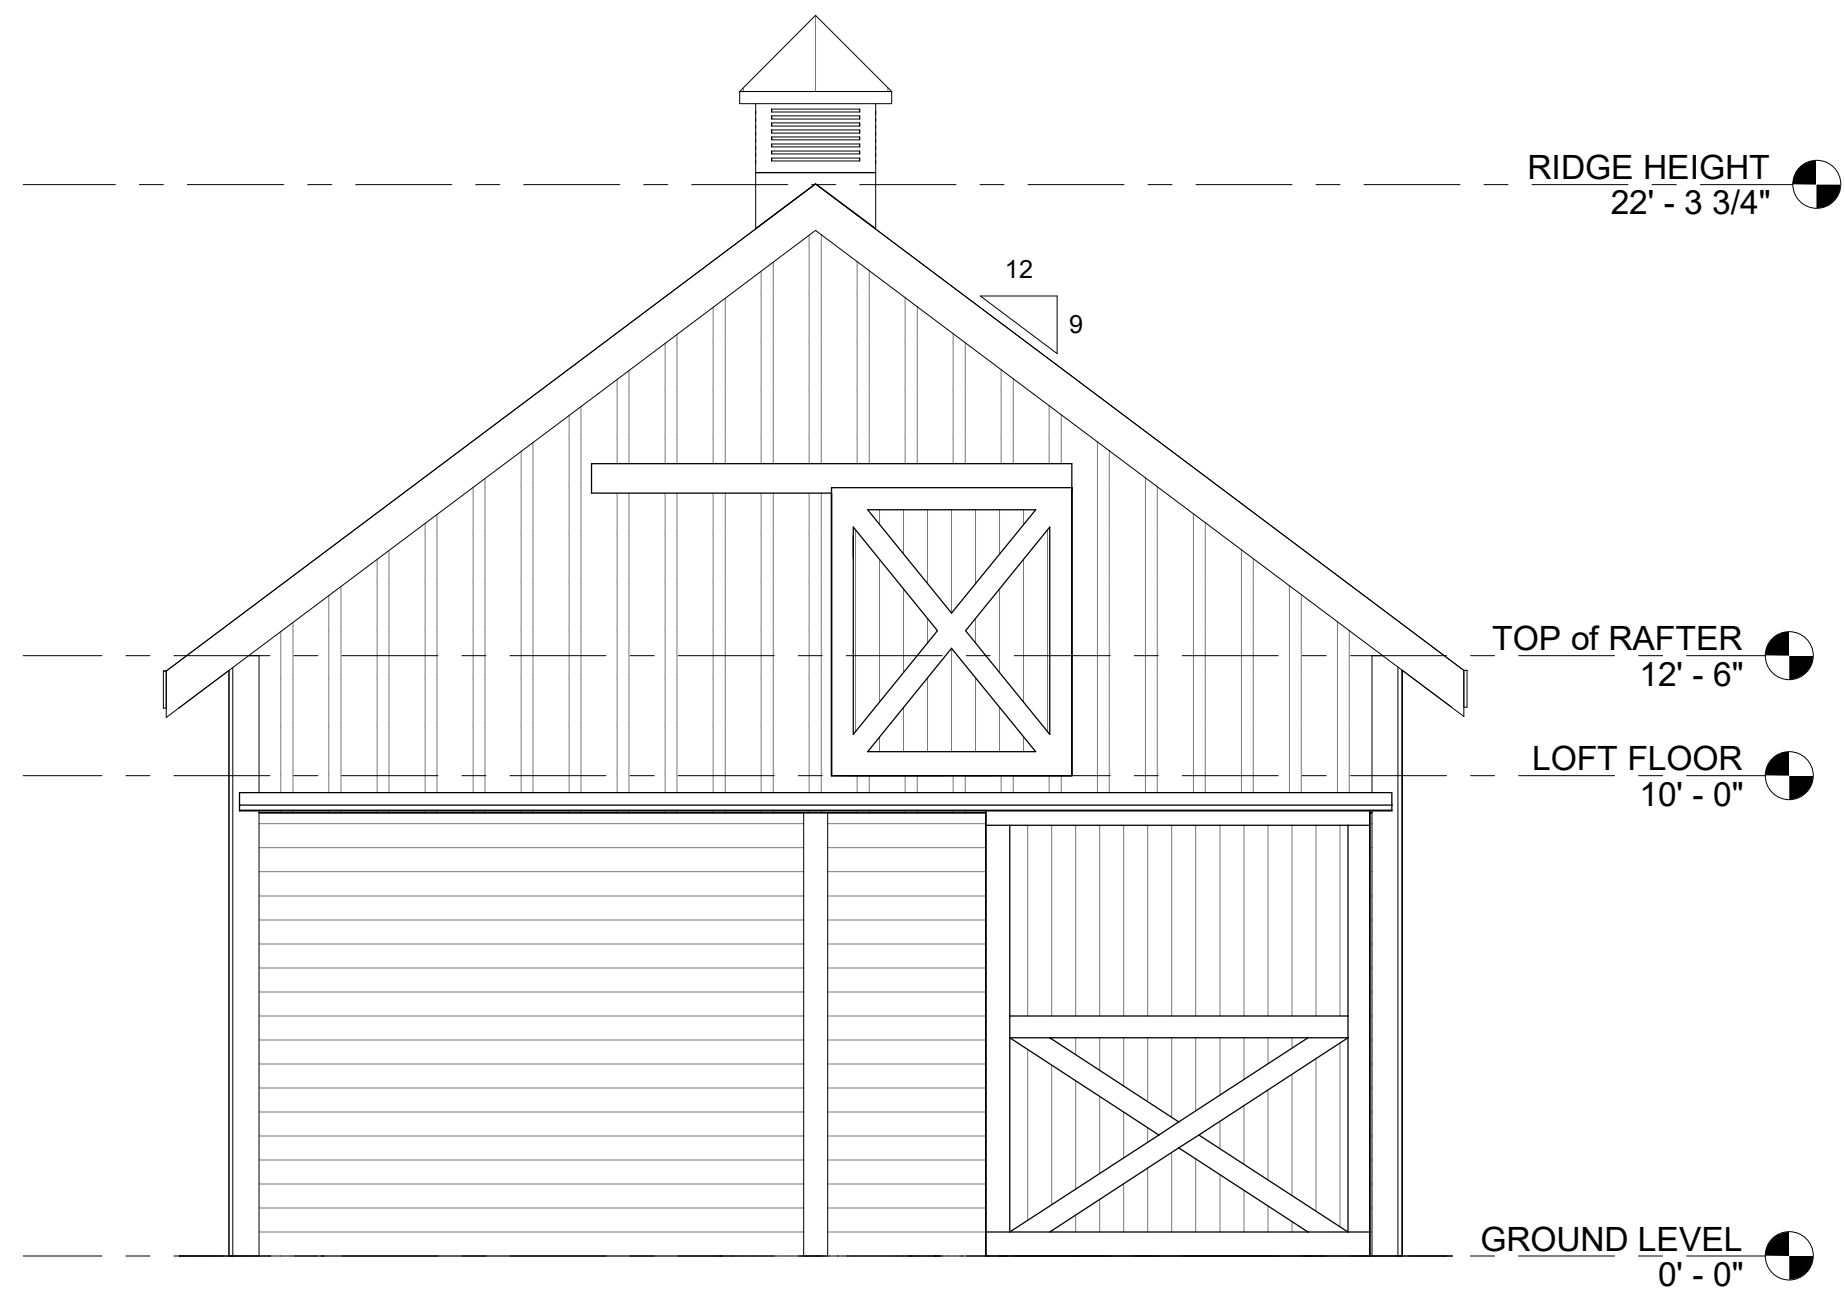 RIDGE HEIGHT
22' - 3 3/4"
12
9
TOP of RAFTER
12' - 6"
LOFT FLOOR
10' - 0"
GROUND LEVEL
0' - 0"